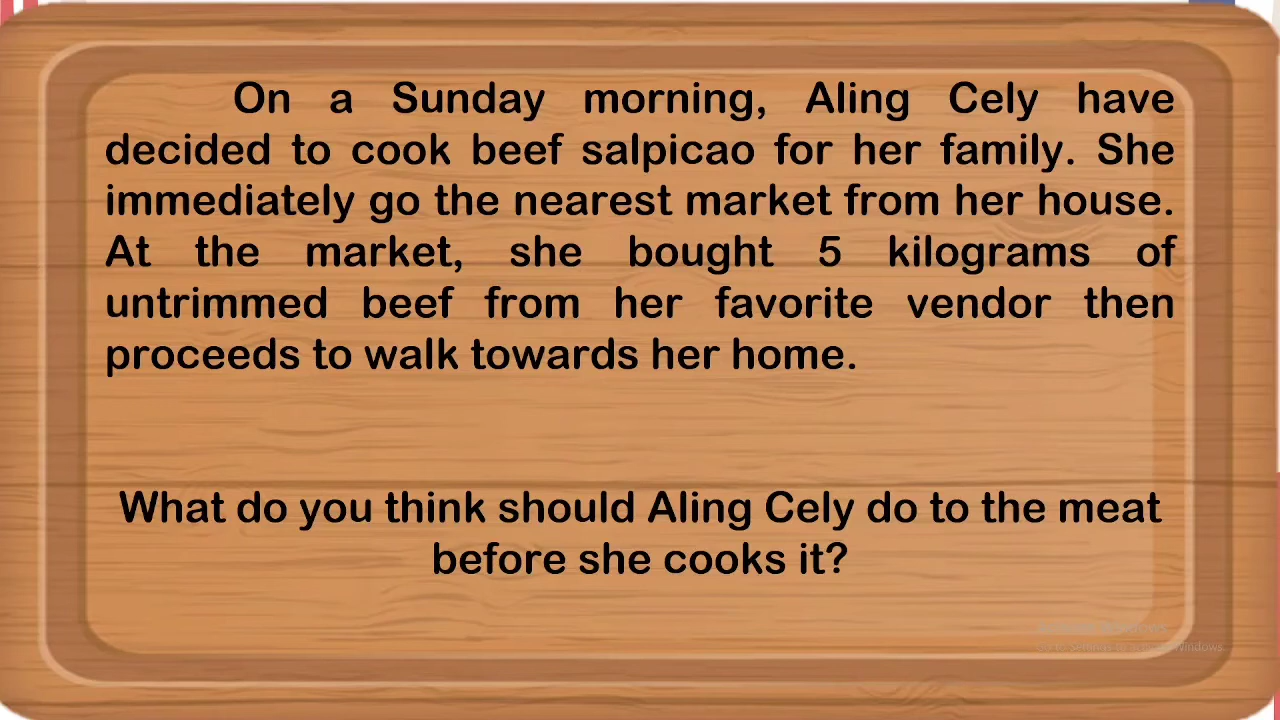 On a Sunday morning, Aling Cely have
decided to cook beef salpicao for her family. She
immediately go the nearest market from her house.
At the market, she bought 5 kilograms of
untrimmed beef from her favorite vendor then
proceeds to walk towards her home.
What do you think should Aling Cely do to the meat
before she cooks it?